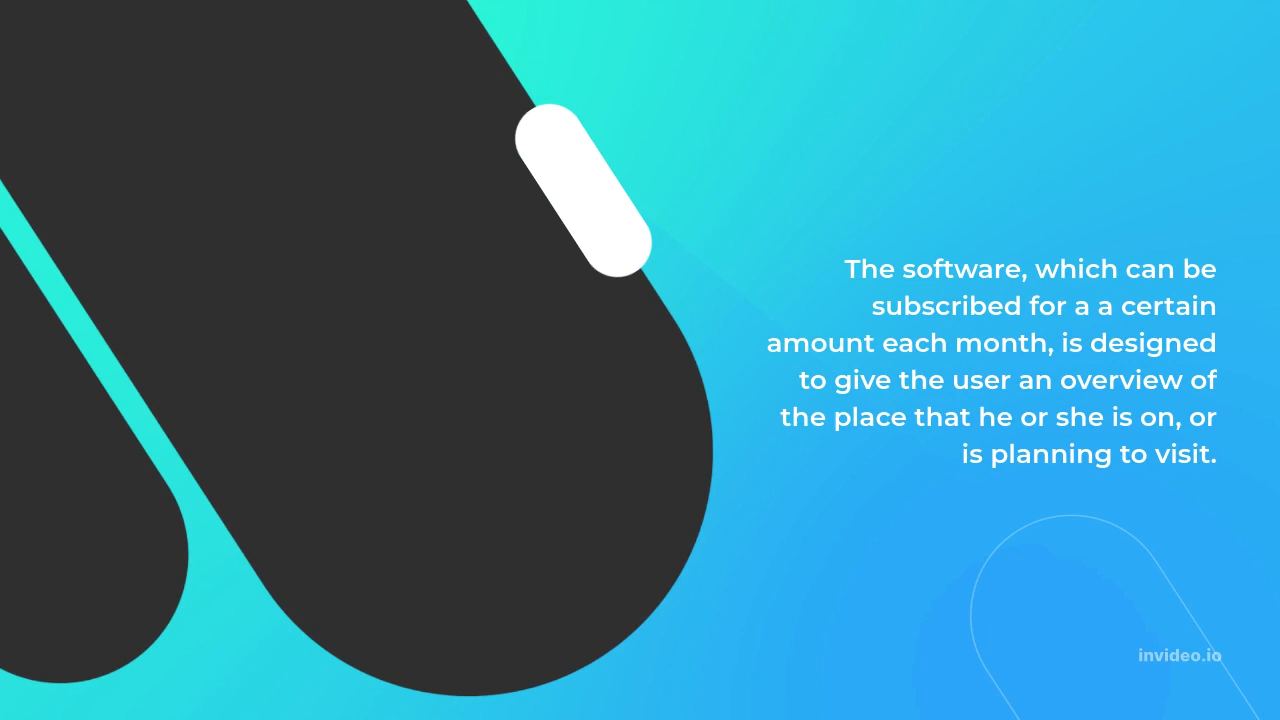 The software, which can be
subscribed for a a certain
amount each month, is designed
to give the user an overview of
the place that he or she is on, or
is planning to visit.
invideo.io